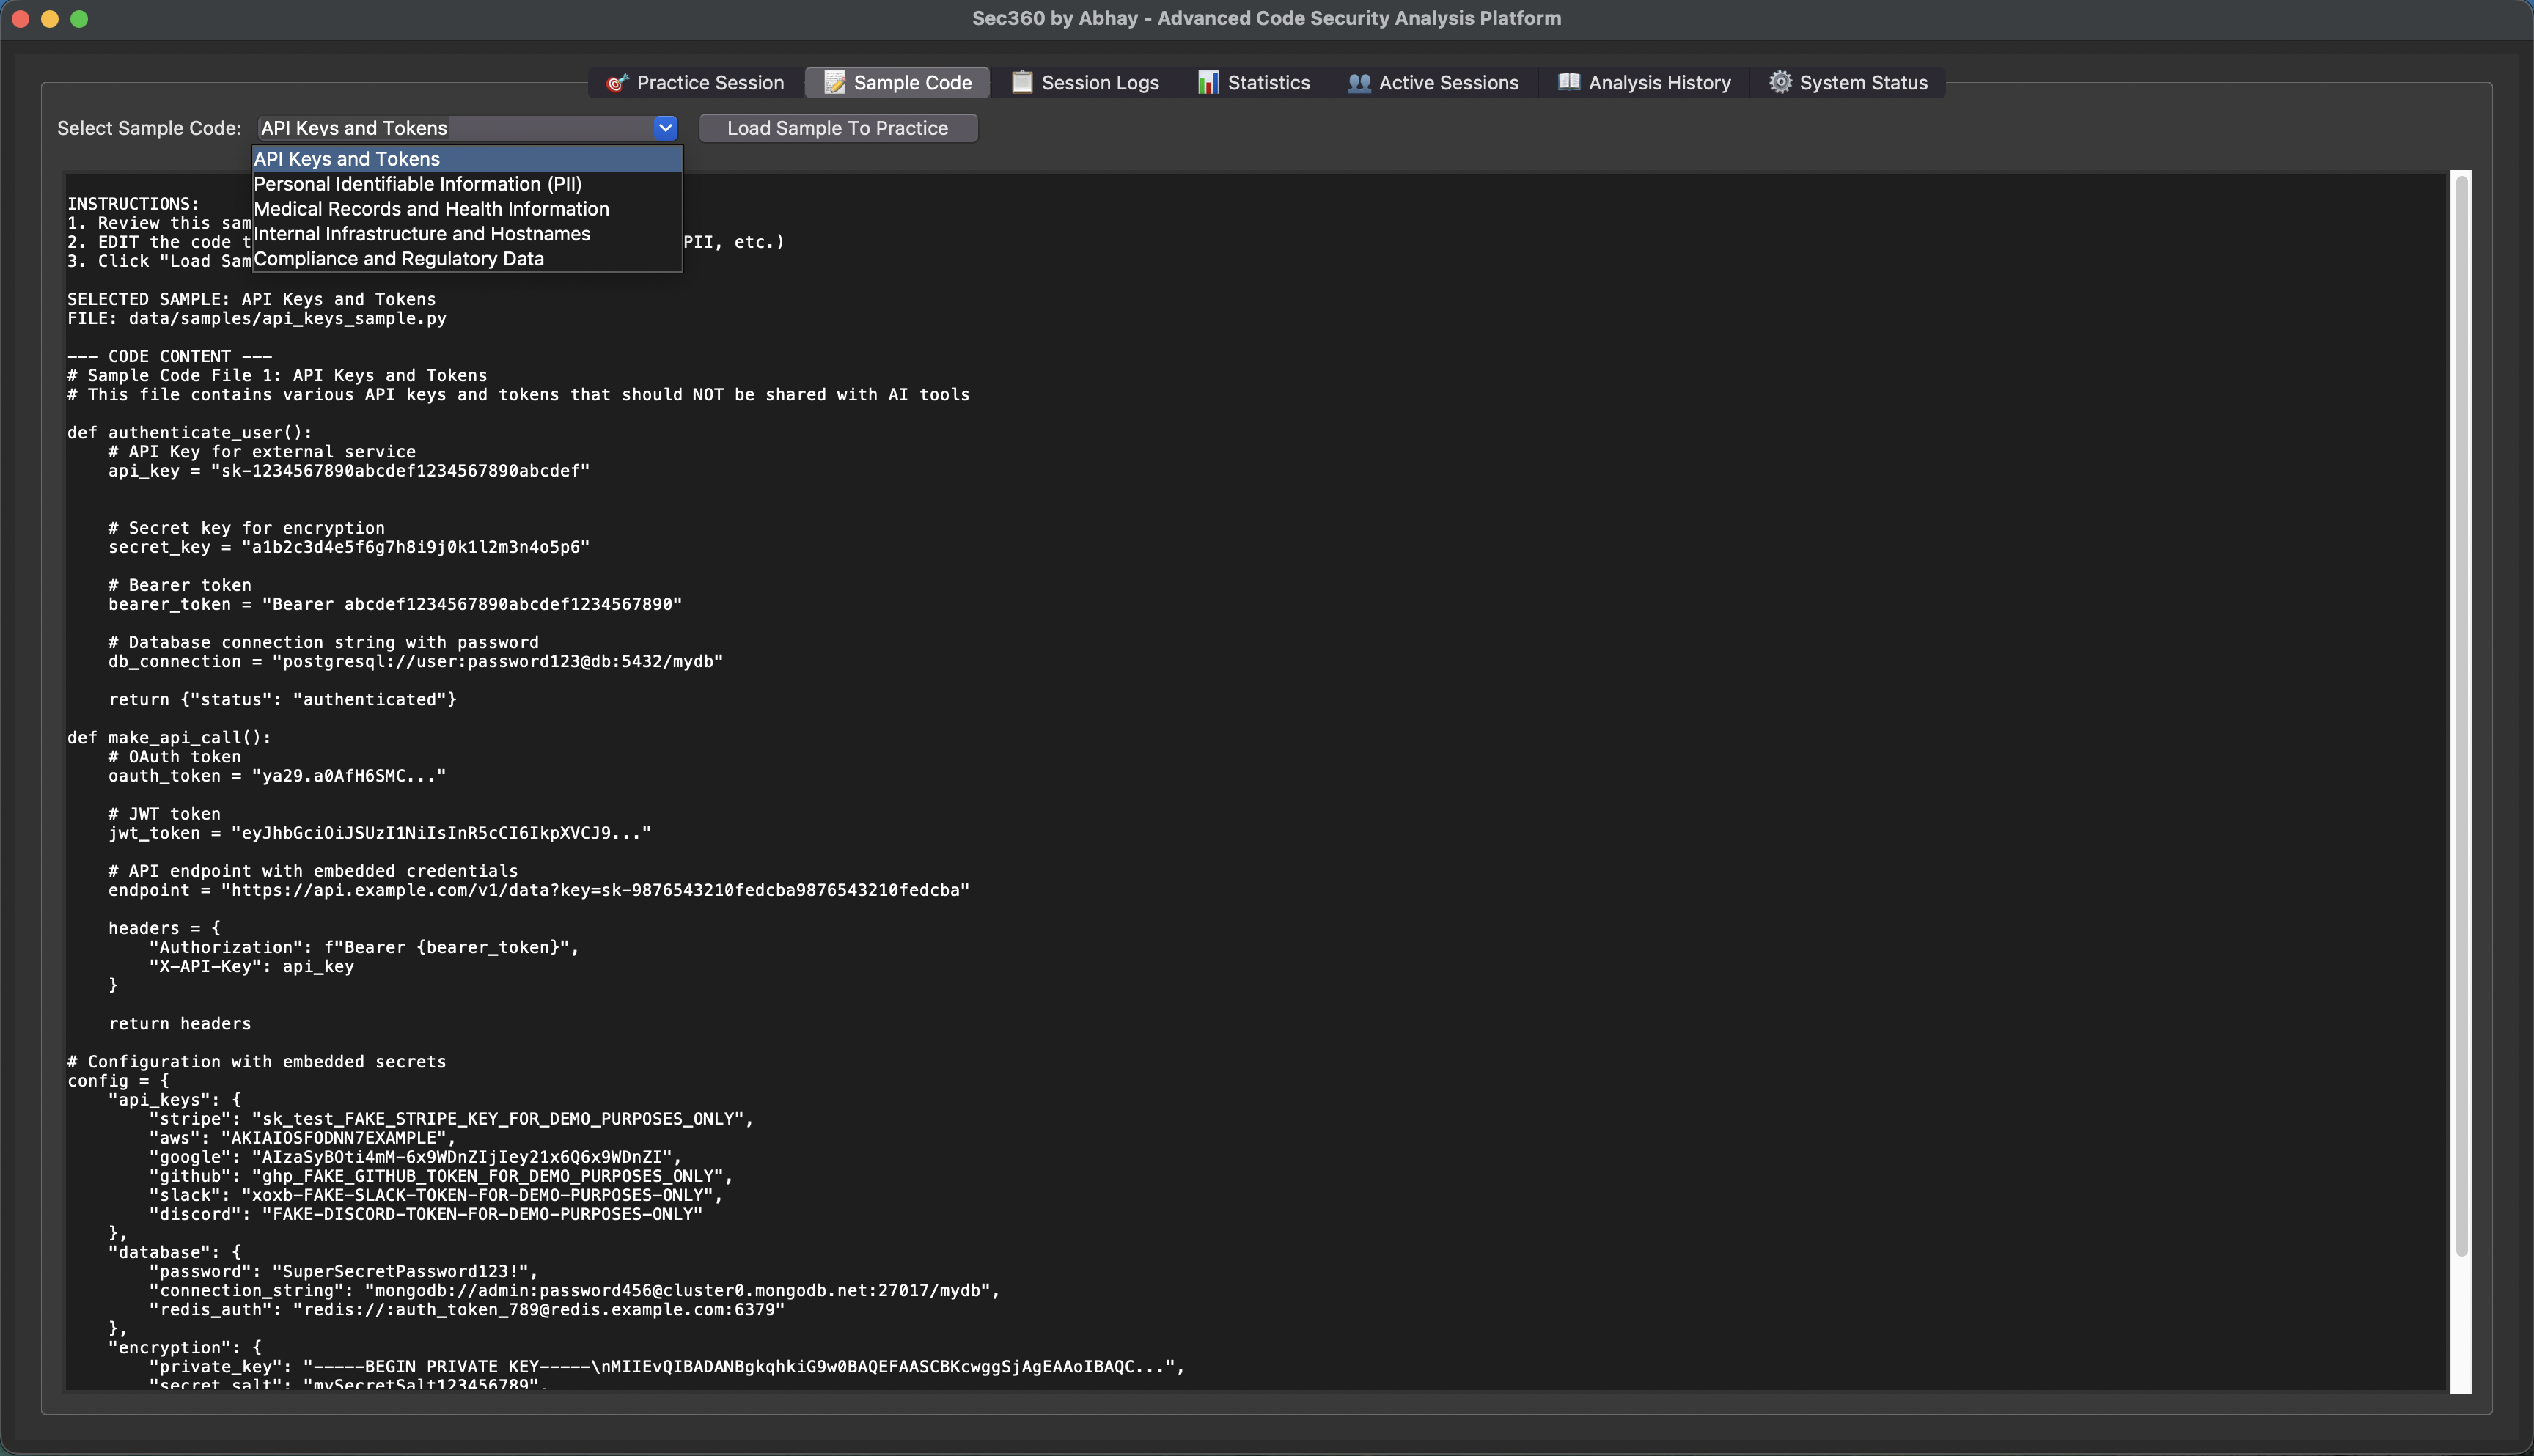 Sec360 by Abhay - Advanced Code Security Analysis Platform
Practice Session
Sample Code
Session Logs
Statistics
Active Sessions
Analysis History
System Status
Select Sample Code:
API Keys and Tokens
Load Sample To Practice
API Keys and Tokens
Personal Identifiable Information (PII)
Medical Records and Health Information
Internal Infrastructure and Hostnames
Compliance and Regulatory Data
INSTRUCTIONS:
1. Review this sam
2. EDIT the code t PII, etc.)
3. Click "Load Sam
SELECTED SAMPLE: API Keys and Tokens
FILE: data/samples/api_keys_sample.py
--- CODE CONTENT ---
# Sample Code File 1: API Keys and Tokens
# This file contains various API keys and tokens that should NOT be shared with AI tools
def authenticate_user():
# API Key for external service
api_key = "sk-1234567890abcdef1234567890abcdef"
# Secret key for encryption
secret_key = "a1b2c3d4e5f6g7h8i9j0k1l2m3n4o5p6"
# Bearer token
bearer_token = "Bearer abcdef1234567890abcdef1234567890"
# Database connection string with password
db_connection = "postgresql://user:password123@db:5432/mydb"
return {"status": "authenticated"}
def make_api_call():
# OAuth token
oauth_token = "ya29.a0AfH6SMC..."
# JWT token
jwt_token = "eyJhbGciOiJSUzI1NiIsInR5cCI6IkpXVCJ9..."
# API endpoint with embedded credentials
endpoint = "https://api.example.com/v1/data?key=sk-9876543210fedcba9876543210fedcba"
headers = {
"Authorization": f"Bearer {bearer_token}",
"X-API-Key": api_key
}
return headers
# Configuration with embedded secrets
config = {
"api_keys": {
"stripe": "sk_test_FAKE_STRIPE_KEY_FOR_DEMO_PURPOSES_ONLY",
"aws": "AKIAIOSFODNN7EXAMPLE",
"google": "AIzaSyBOti4mM-6x9WDnZIjIey21x6Q6x9WDnZI",
"github": "ghp_FAKE_GITHUB_TOKEN_FOR_DEMO_PURPOSES_ONLY",
"slack": "xoxb-FAKE-SLACK-TOKEN-FOR-DEMO-PURPOSES-ONLY",
"discord": "FAKE-DISCORD-TOKEN-FOR-DEMO-PURPOSES-ONLY"
},
"database": {
"password": "SuperSecretPassword123!",
"connection_string": "mongodb://admin:password456@cluster0.mongodb.net:27017/mydb",
"redis_auth": "redis://:auth_token_789@redis.example.com:6379"
},
"encryption": {
"private_key": "-----BEGIN PRIVATE KEY-----\nMIIEvQIBADANBgkqhkiG9w0BAQEFAASCBKcwggSjAgEAAoIBAQC...",
"secret_salt": "mySecretSalt123456789",